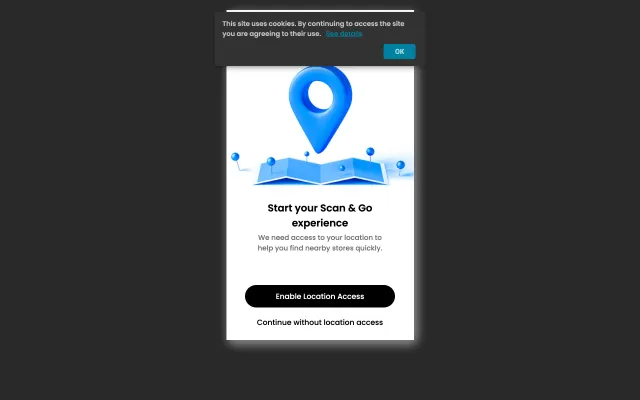 This site uses cookies. By continuing to access the site
you are agreeing to their use. See details
OK
Start your Scan & Go
experience
We need access to your location to
help you find nearby stores quickly.
Enable Location Access
Continue without location access